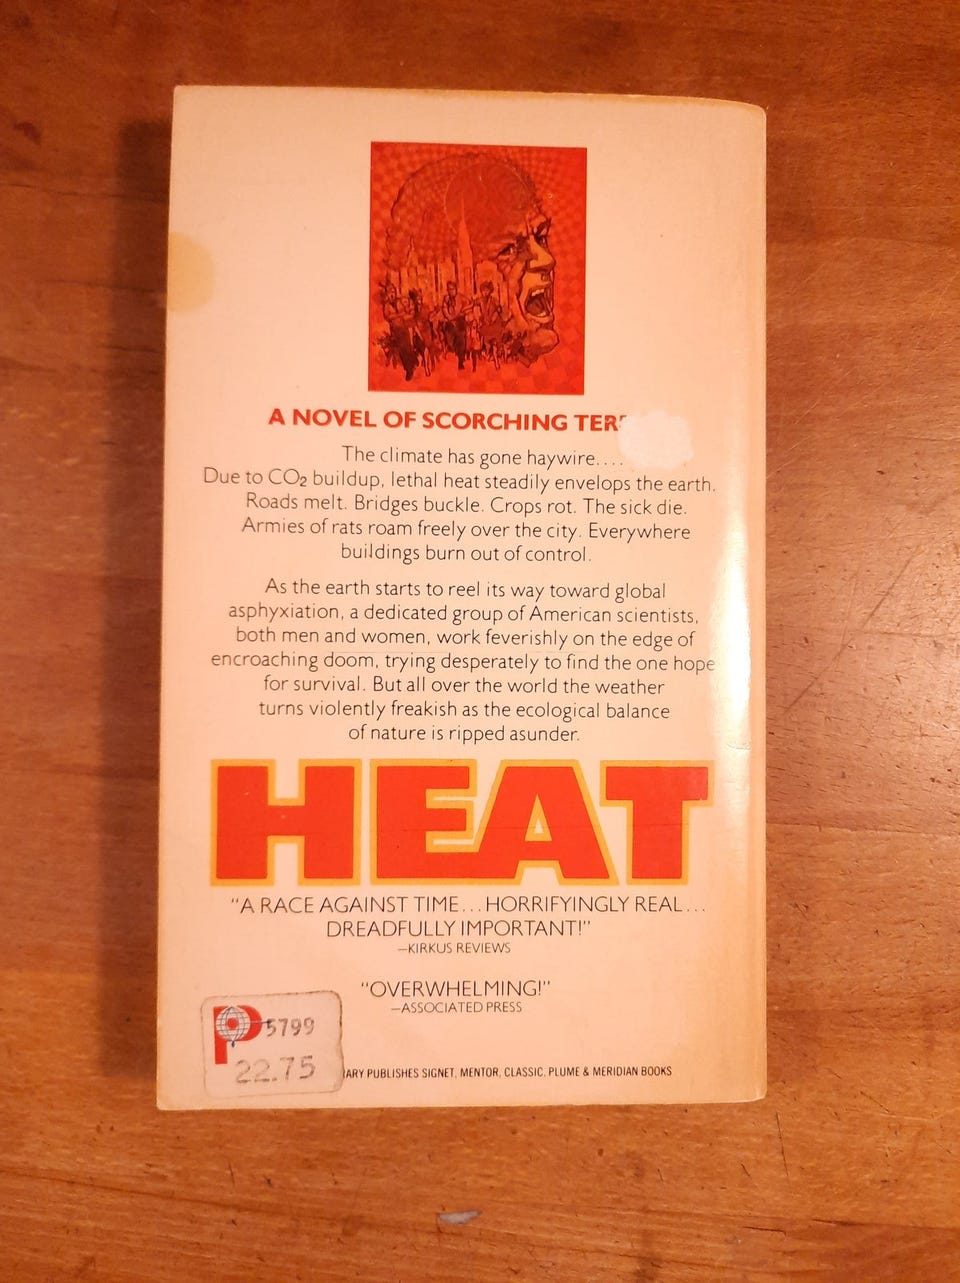 A NOVEL OF SCORCHING
The climate has gone haywire....
Due to CO₂ buildup, lethal heat steadily envelops the earth.
Roads melt. Bridges buckle. Crops rot. The sick die.
Armies of rats roam freely over the city. Everywhere
buildings burn out of control.
As the earth starts to reel its way toward global
asphyxiation, a dedicated group of American scientists,
both men and women, work feverishly on the edge of
encroaching doom, trying desperately to find the one hope
for survival. But all over the world the weather
turns violently freakish as the ecological balance
of nature is ripped asunder.
HEAT
"A RACE AGAINST TIME...HORRIFYINGLY REAL...
DREADFULLY IMPORTANT!"
—KIRKUS REVIEWS
"OVERWHELMING!"
—ASSOCIATED PRESS
P 5799
22.75
PUBLISHES SIGNET, MENTOR, CLASSIC, PLUME & MERIDIAN BOOKS